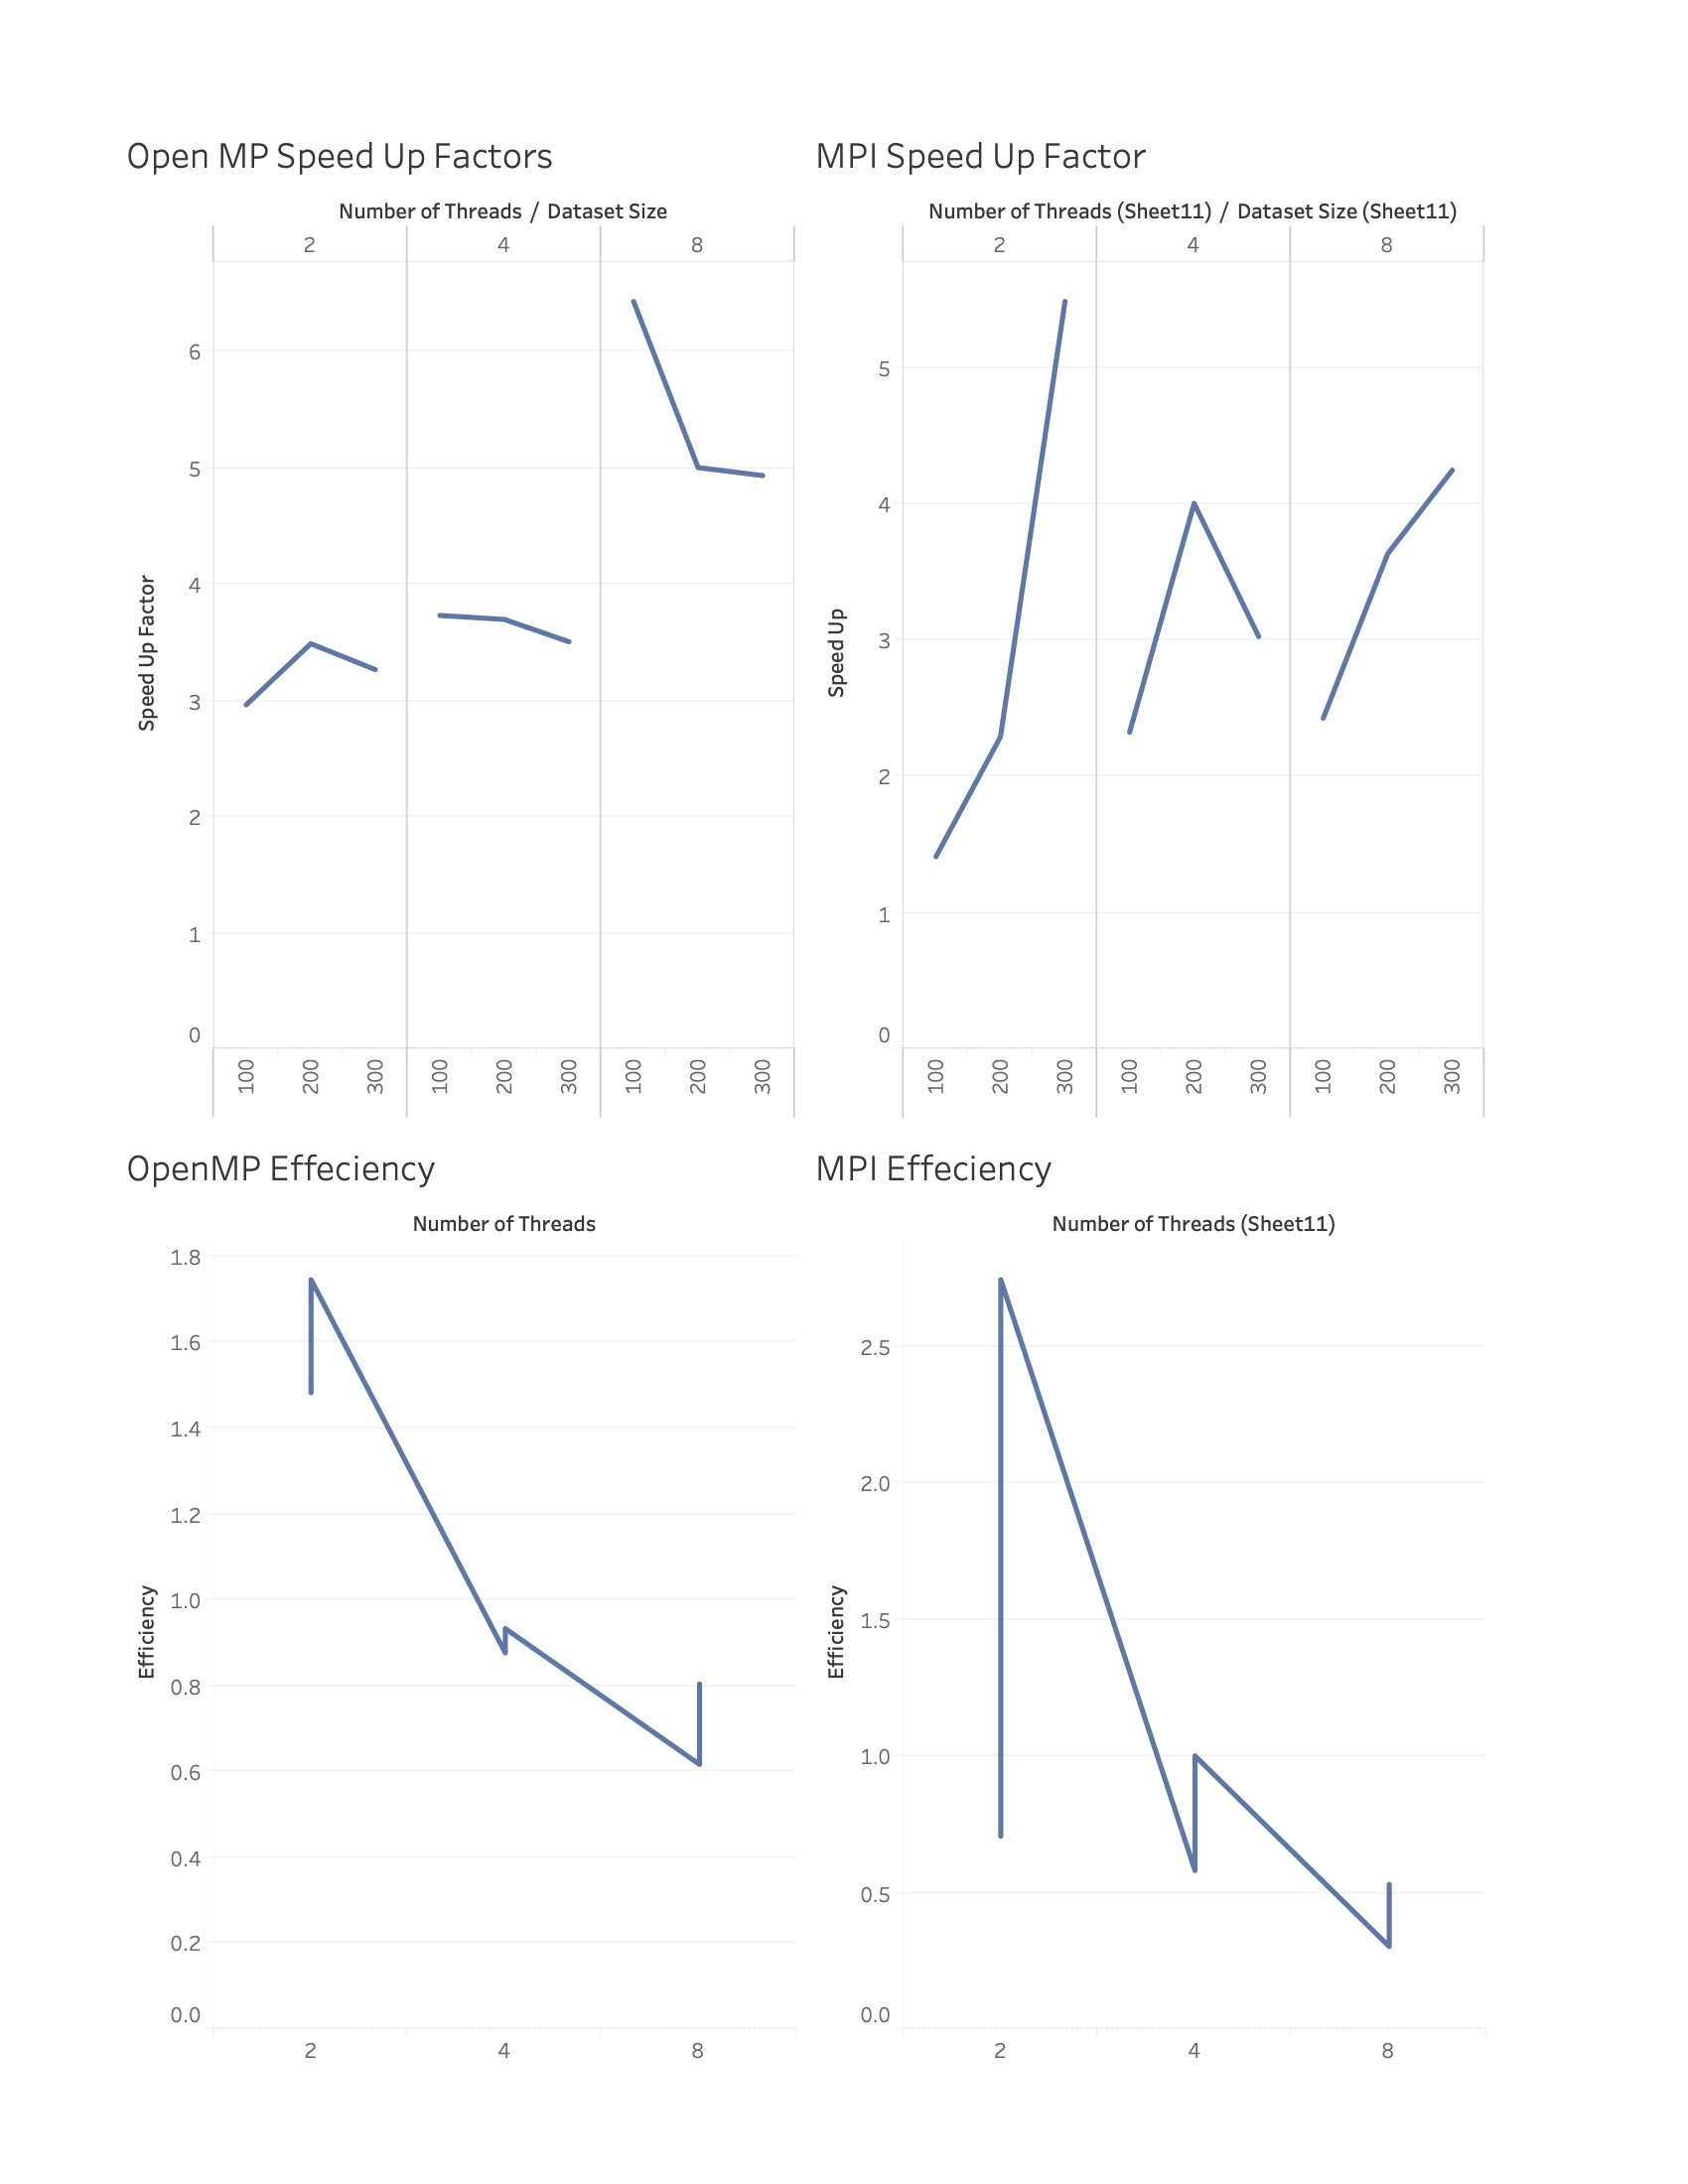 Open MP Speed Up Factors
Number of Threads / Dataset Size
2 4 8
Speed Up Factor
6
5
4
3
2
1
0
100 200 300 100 200 300 100 200 300
MPI Speed Up Factor
Number of Threads (Sheet11) / Dataset Size (Sheet11)
2 4 8
Speed Up
5
4
3
2
1
0
100 200 300 100 200 300 100 200 300
OpenMP Effeciency
Number of Threads
Efficiency
1.8
1.6
1.4
1.2
1.0
0.8
0.6
0.4
0.2
0.0
2 4 8
MPI Effeciency
Number of Threads (Sheet11)
Efficiency
2.5
2.0
1.5
1.0
0.5
0.0
2 4 8